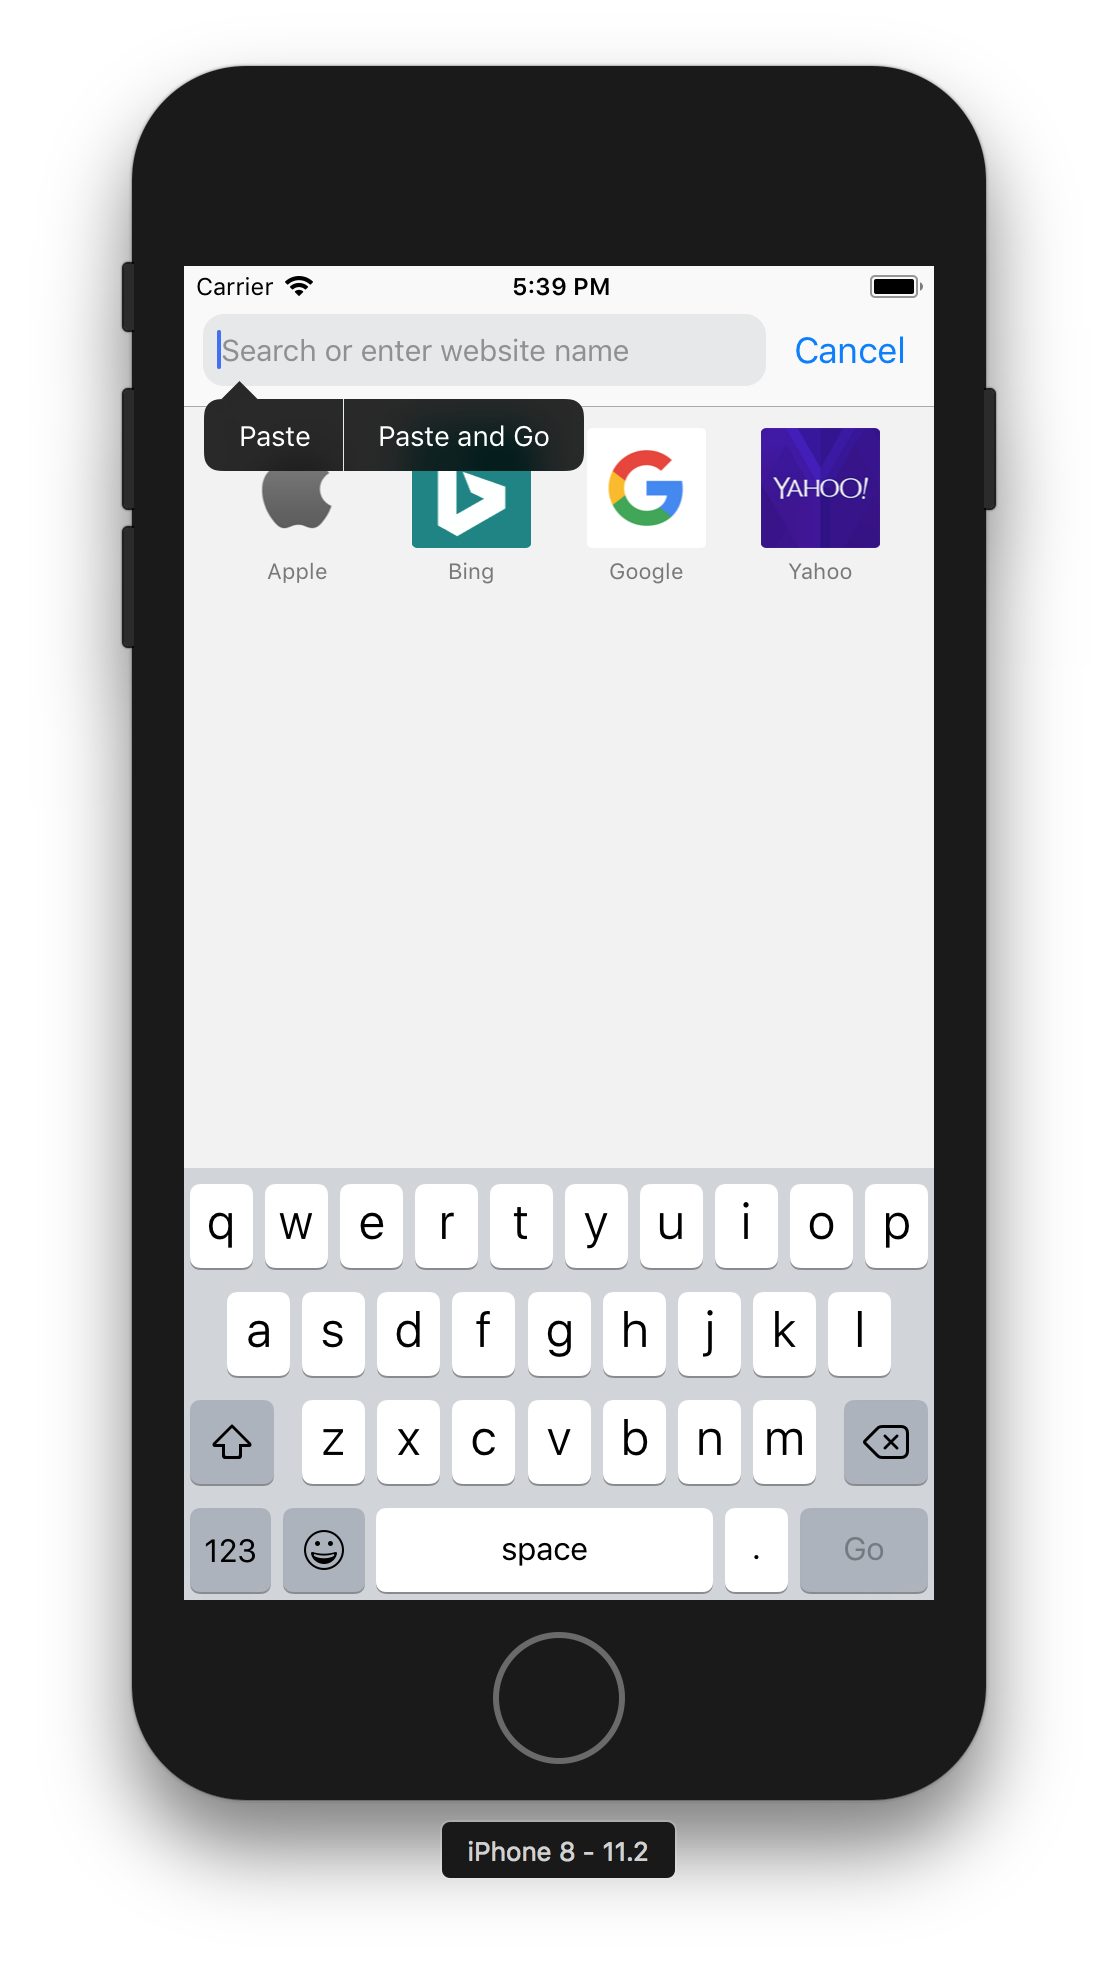 Carrier 5:39 PM
Search or enter website name Cancel
Paste Paste and Go
YAHOO!
Apple Bing Google Yahoo
q w e r t y u i o p
a s d f g h j k l
z x c v b n m
123 space . Go
iPhone 8 - 11.2